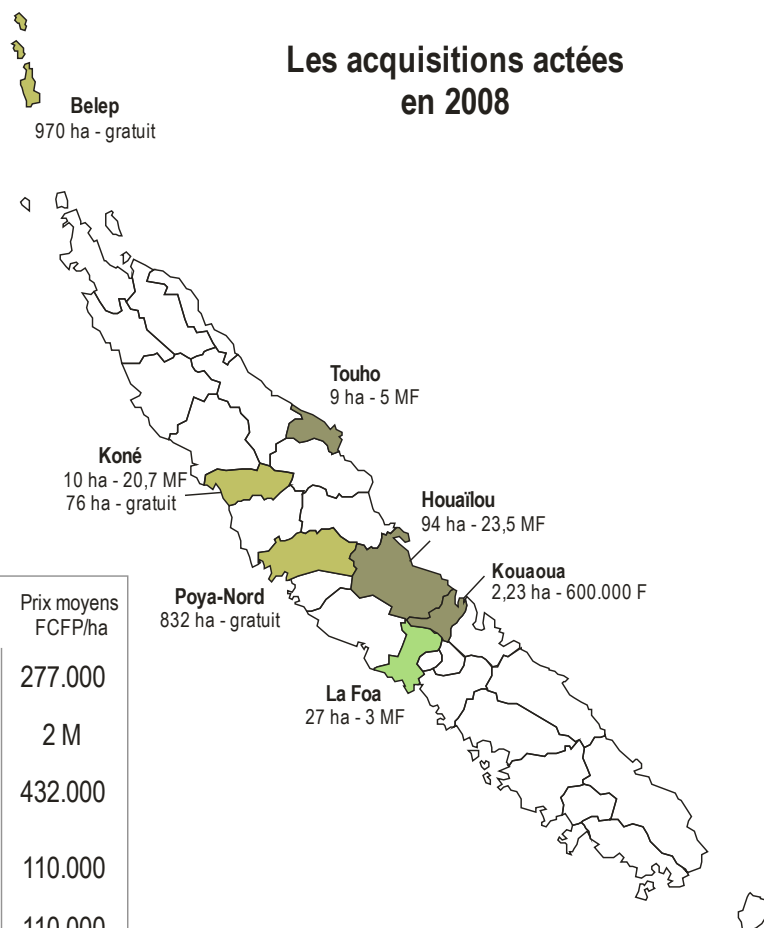 Les acquisitions actées
en 2008
Belep
970 ha - gratuit
Touho
9 ha - 5 MF
Koné
10 ha - 20,7 MF
76 ha - gratuit
Houaïlou
94 ha - 23,5 MF
Kouaoua
2,23 ha - 600.000 F
Poya-Nord
832 ha - gratuit
La Foa
27 ha - 3 MF
Prix moyens
FCFP/ha
277.000
2 M
432.000
110.000
110.000